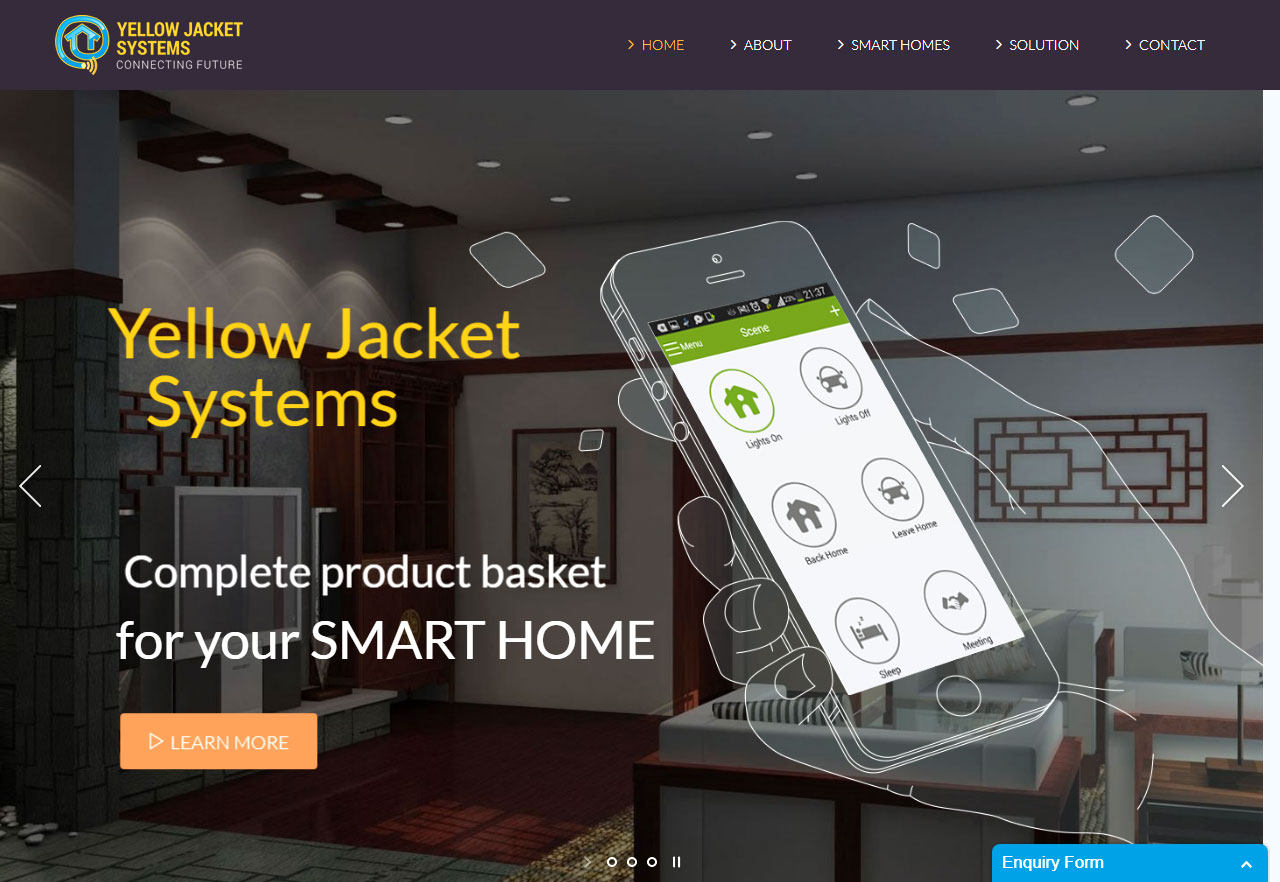 YELLOW JACKET
SYSTEMS
CONNECTING FUTURE
HOME
ABOUT
SMART HOMES
SOLUTION
CONTACT
23% 21:37
Menu
Scene
+
Lights On
Lights Off
Back Home
Leave Home
Sleep
Meeting
Yellow Jacket
Systems
Complete product basket
for your SMART HOME
LEARN MORE
Enquiry Form